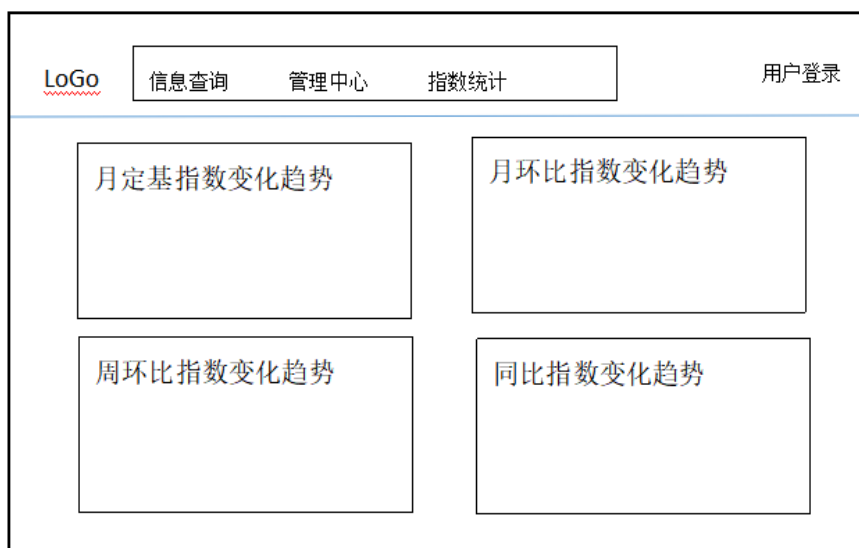 LoGo
信息查询 管理中心 指数统计
用户登录
月定基指数变化趋势
月环比指数变化趋势
周环比指数变化趋势
同比指数变化趋势